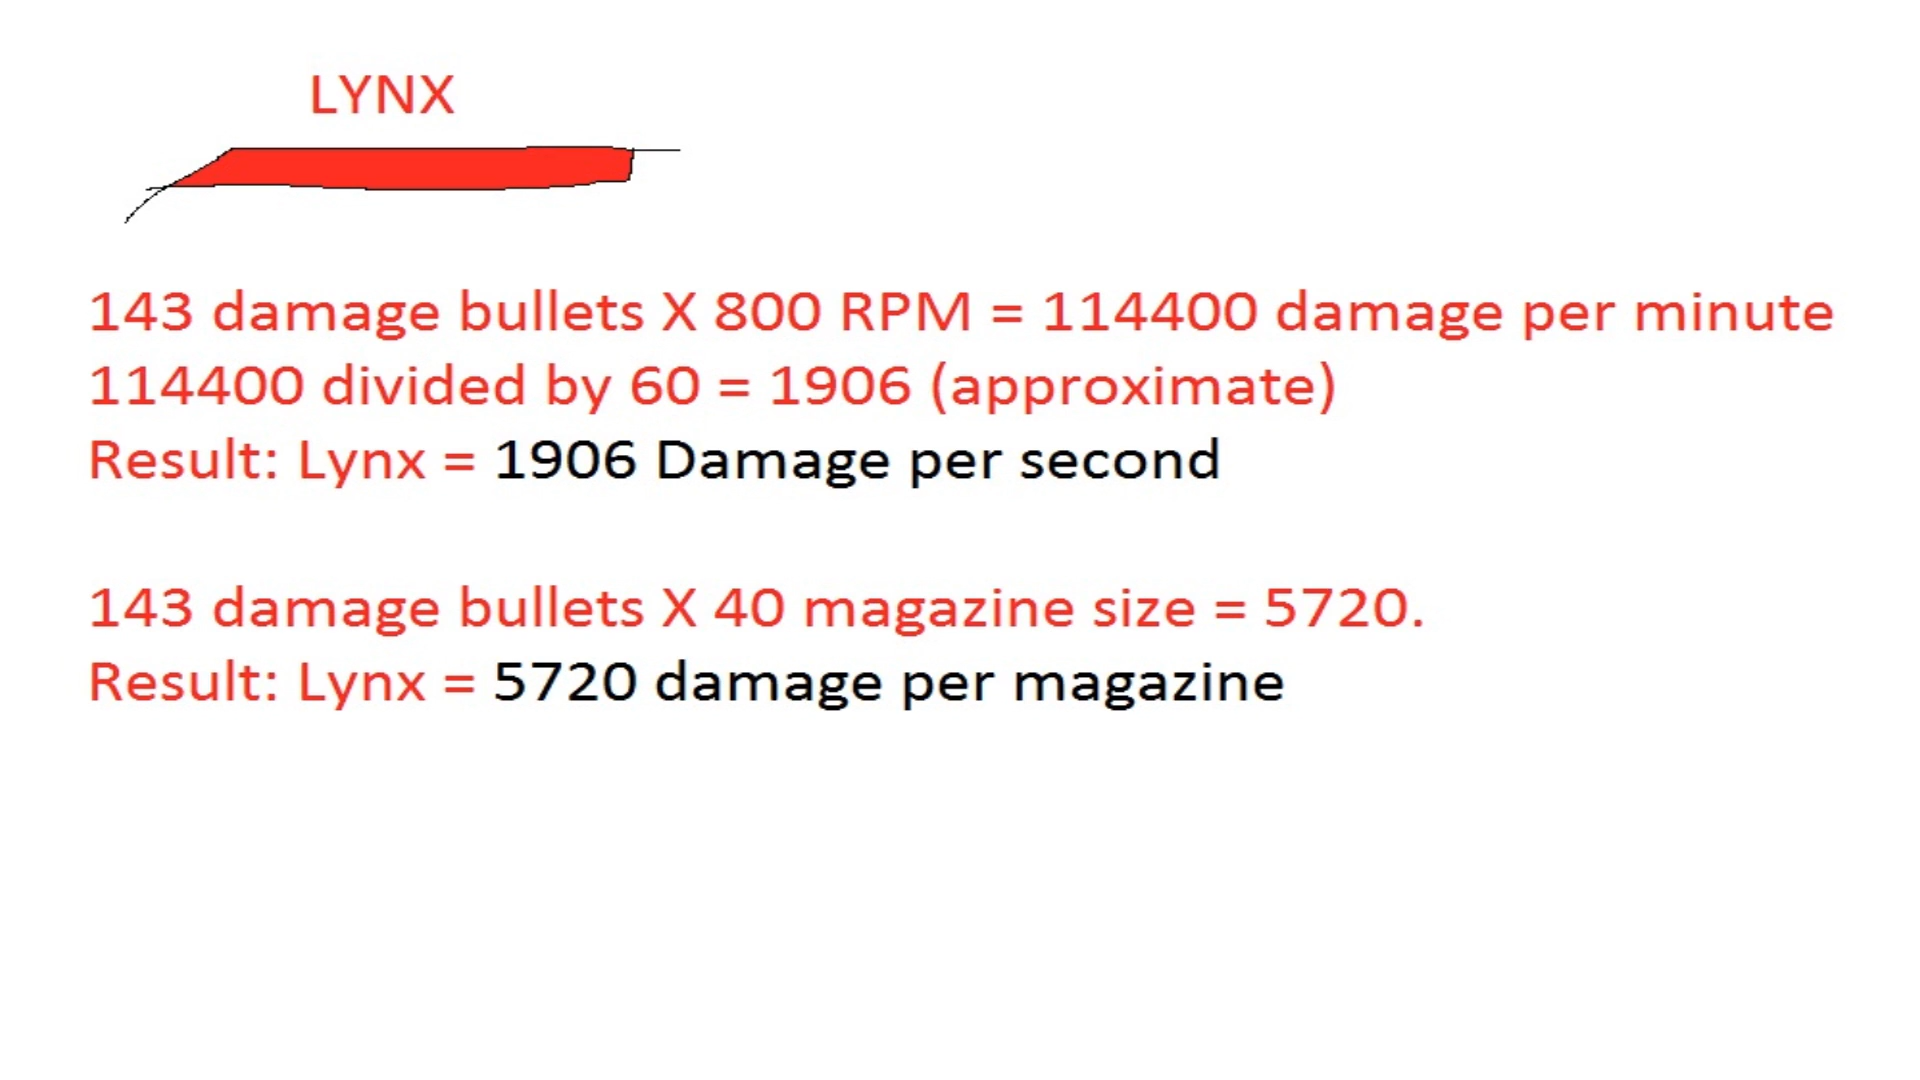 LYNX
143 damage bullets X 800 RPM = 114400 damage per minute
114400 divided by 60 = 1906 (approximate)
Result: Lynx = 1906 Damage per second
143 damage bullets X 40 magazine size = 5720.
Result: Lynx = 5720 damage per magazine